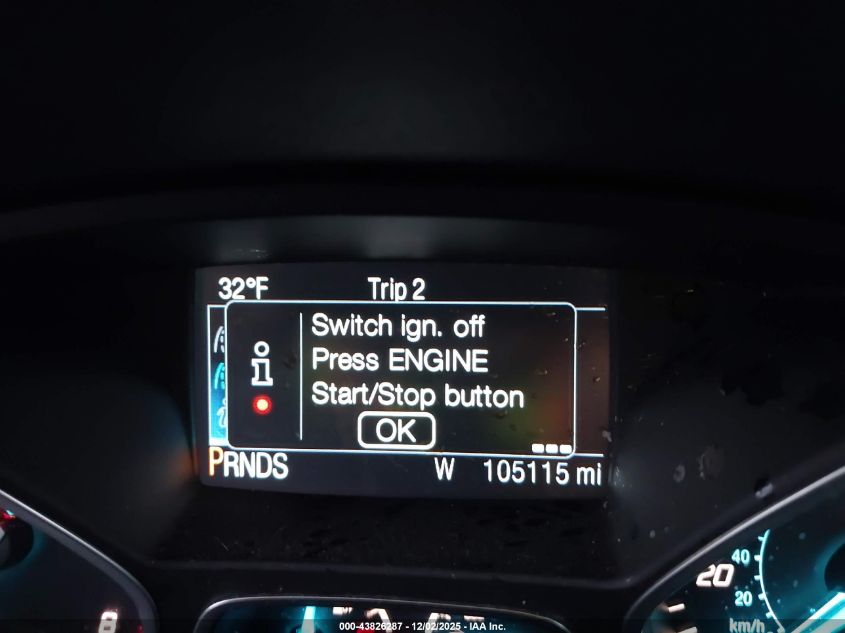 32°F Trip 2
Switch ign. off
Press ENGINE
Start/Stop button
OK
PRNDS W 105115 mi
40
20
20
km/h
8
000-43826287 - 12/02/2025 - IAA Inc.